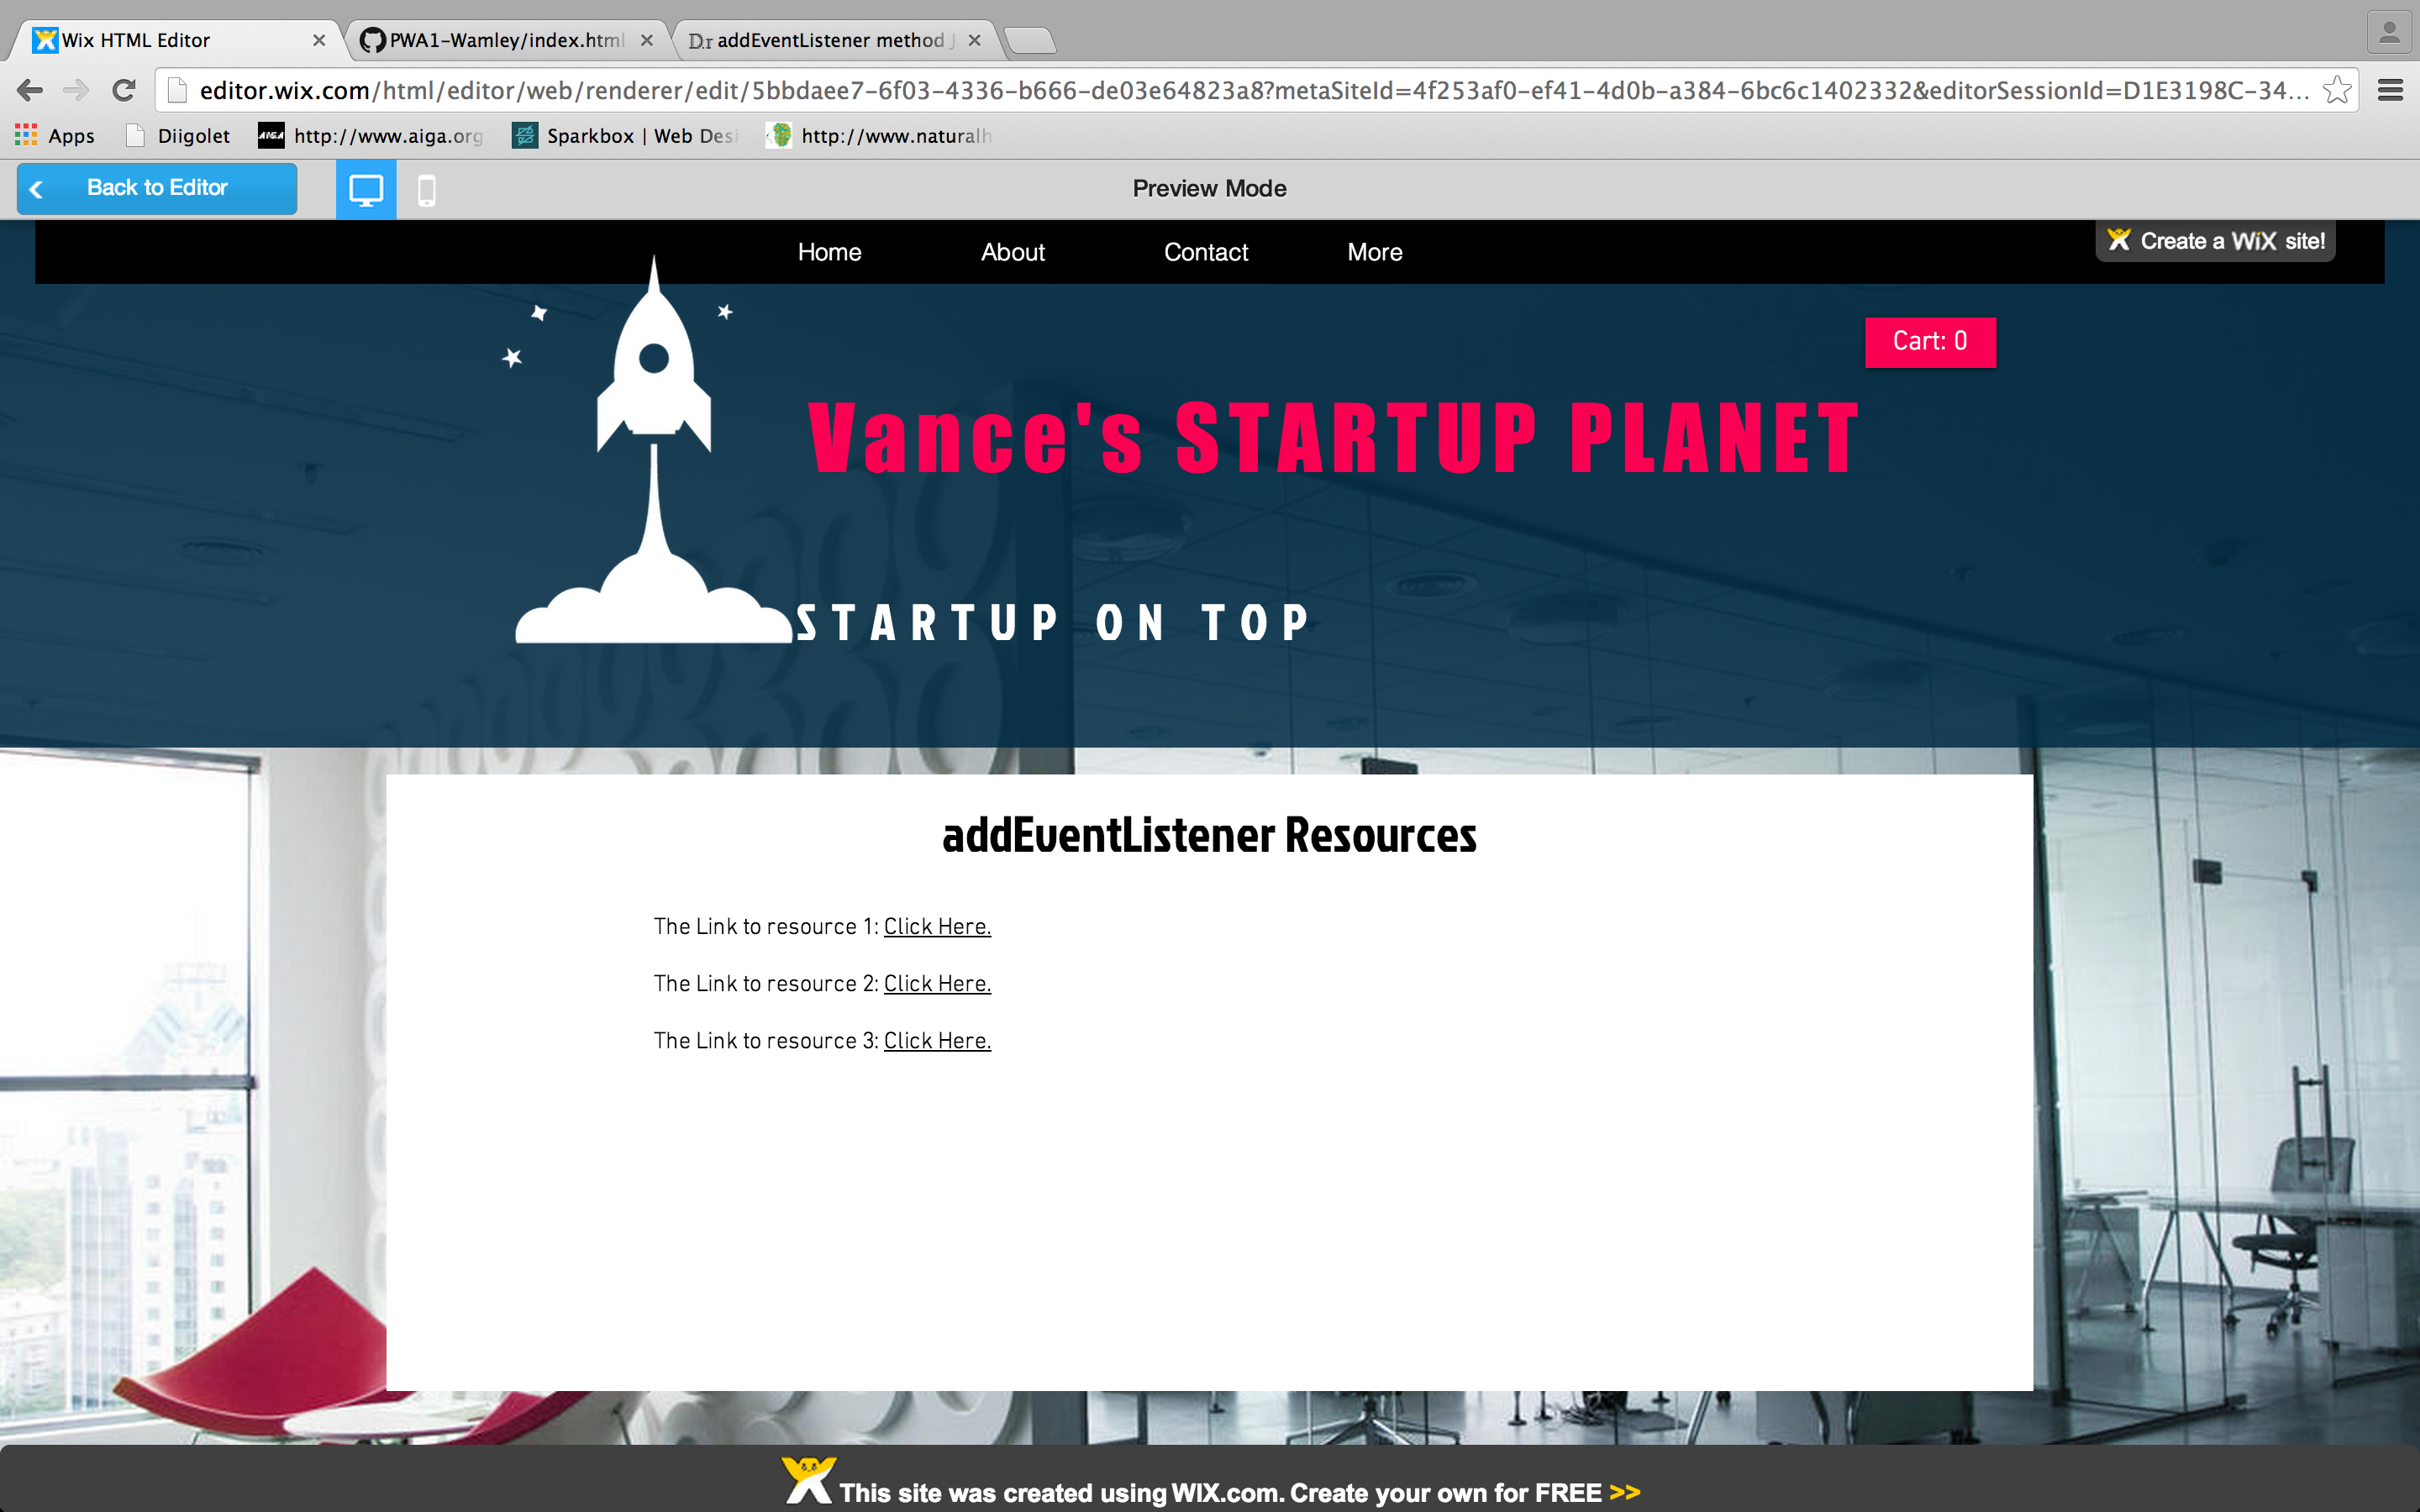 Wix HTML Editor
PWA1-Wamley/index.html
D.r addEventListener method J
editor.wix.com/html/editor/web/renderer/edit/5bbdaee7-6f03-4336-b666-de03e64823a8?metaSiteId=4f253af0-ef41-4d0b-a384-6bc6c1402332&editorSessionId=D1E3198C-34...
Apps
Diigolet
AIGA
http://www.aiga.org
Sparkbox | Web Desi
http://www.naturalh
Back to Editor
Preview Mode
Home
About
Contact
More
Create a WiX site!
Cart: 0
Vance's STARTUP PLANET
STARTUP ON TOP
addEventListener Resources
The Link to resource 1: Click Here.
The Link to resource 2: Click Here.
The Link to resource 3: Click Here.
This site was created using WIX.com. Create your own for FREE >>